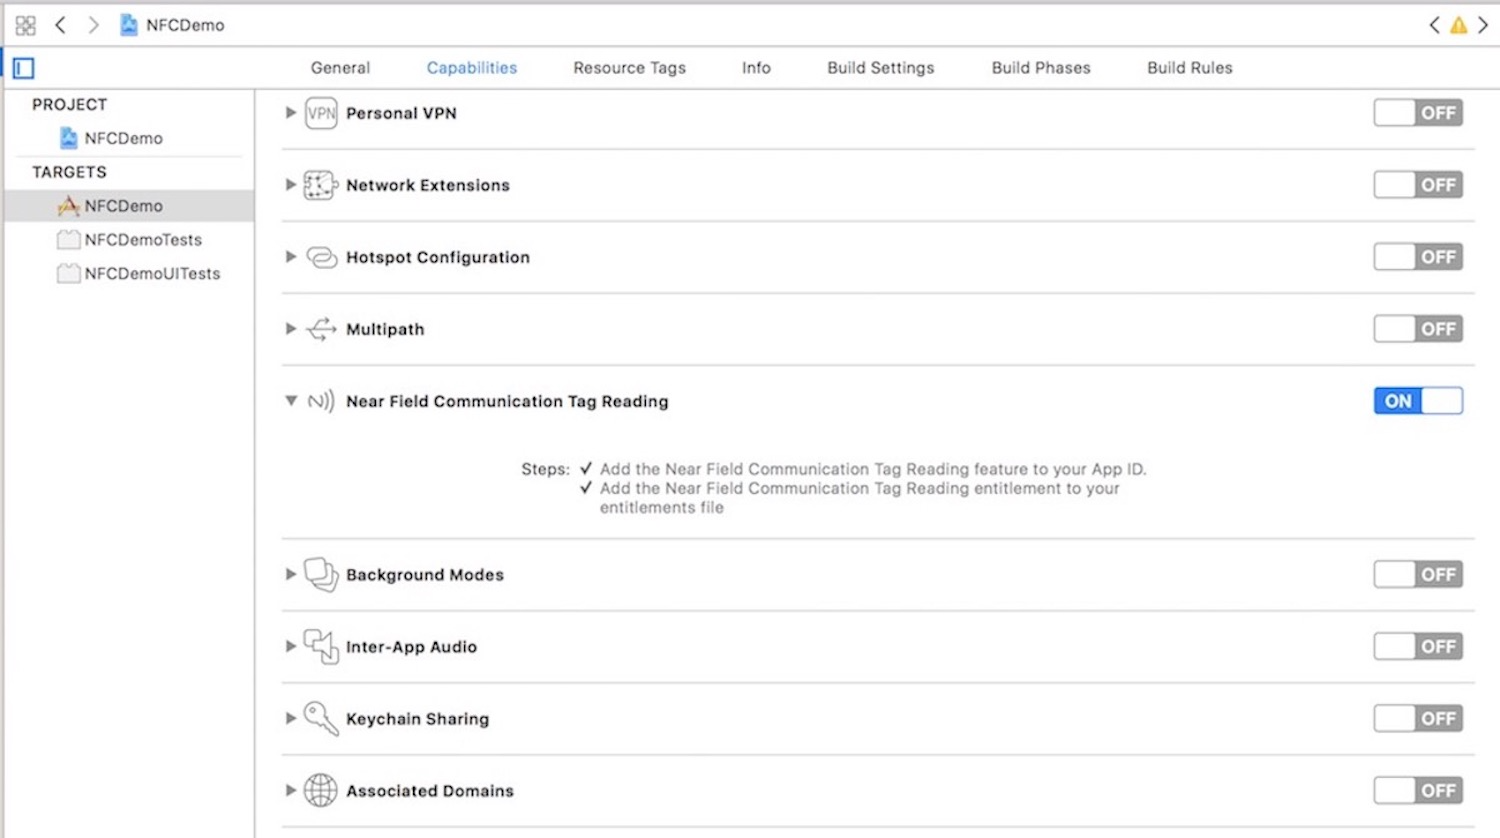 NFCDemo
General Capabilities Resource Tags Info Build Settings Build Phases Build Rules
PROJECT
NFCDemo
TARGETS
NFCDemo
NFCDemoTests
NFCDemoUITests
VPN Personal VPN OFF
Network Extensions OFF
Hotspot Configuration OFF
Multipath OFF
Near Field Communication Tag Reading ON
Steps: ✓ Add the Near Field Communication Tag Reading feature to your App ID.
✓ Add the Near Field Communication Tag Reading entitlement to your
entitlements file
Background Modes OFF
Inter-App Audio OFF
Keychain Sharing OFF
Associated Domains OFF